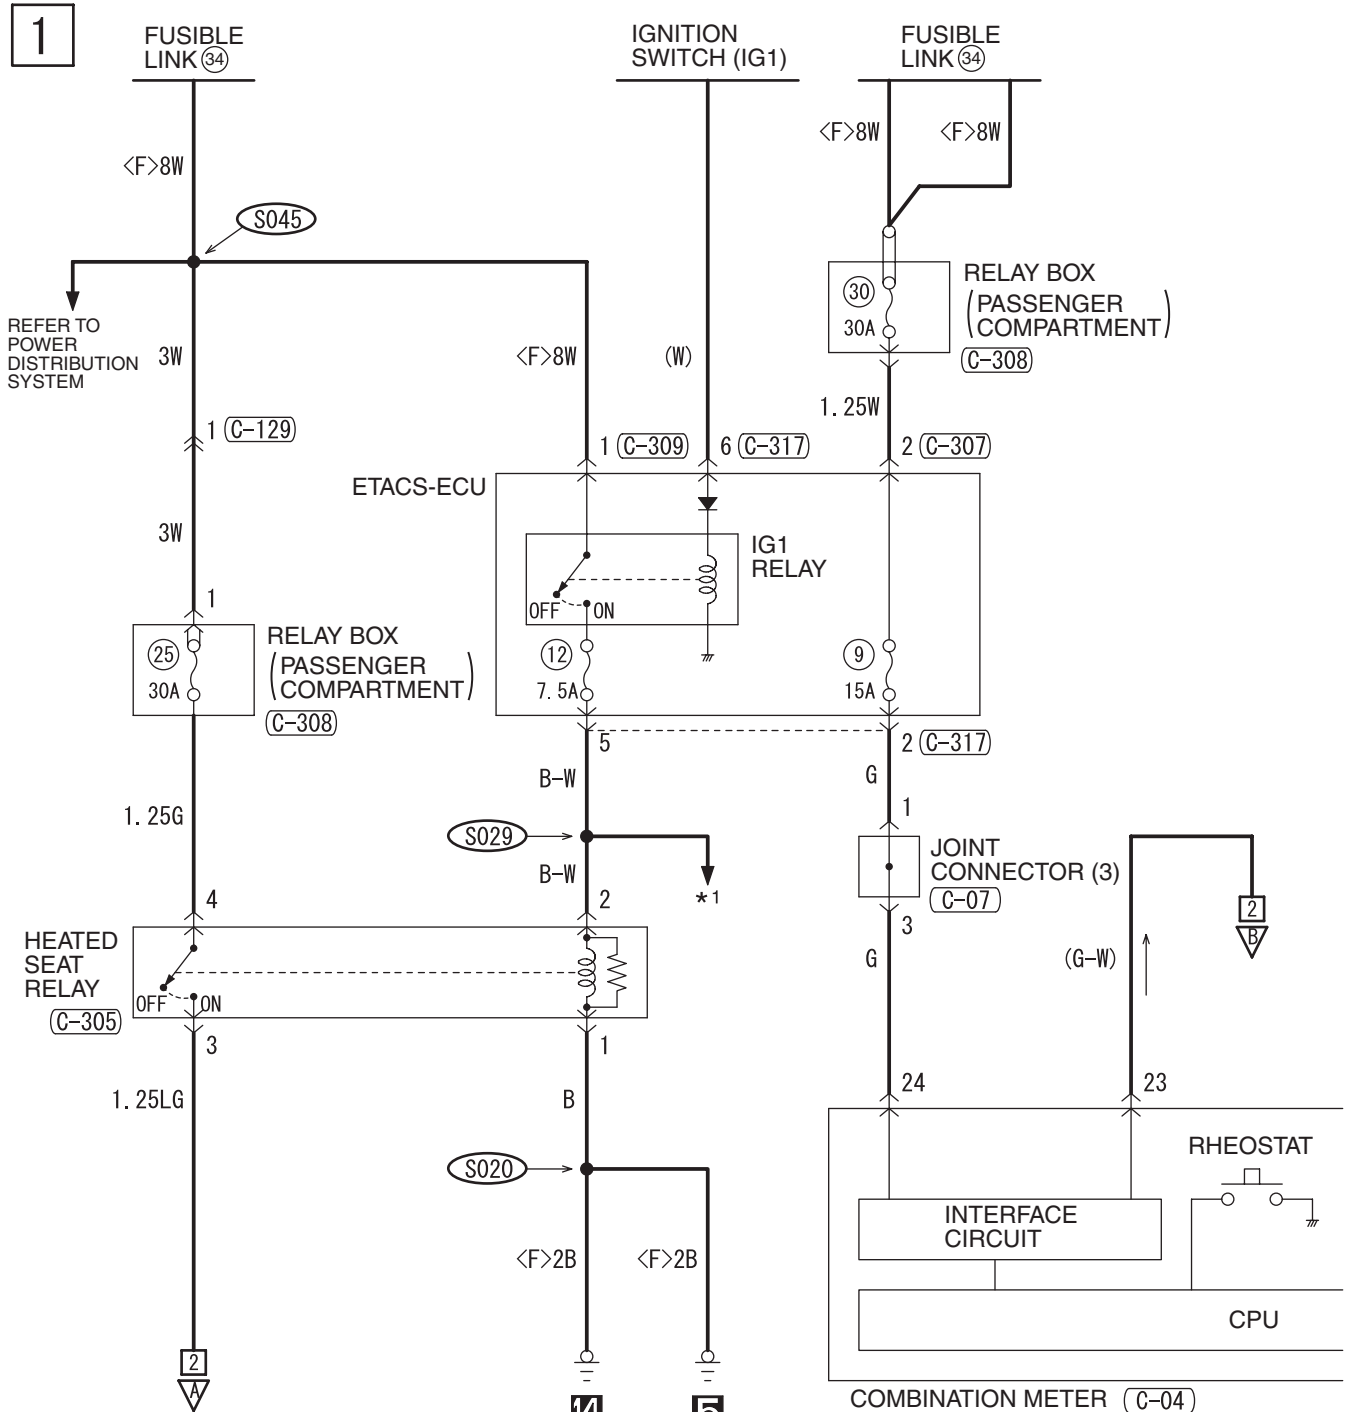 1
FUSIBLE
LINK 34
IGNITION
SWITCH (IG1)
FUSIBLE
LINK 34
<F>8W
<F>8W
<F>8W
S045
REFER TO
POWER
DISTRIBUTION
SYSTEM
3W
<F>8W
(W)
30
30A
RELAY BOX
(PASSENGER
COMPARTMENT)
C-308
1.25W
1 C-129
1 C-309
6 C-317
2 C-307
ETACS-ECU
3W
IG1
RELAY
OFF
ON
1
25
30A
RELAY BOX
(PASSENGER
COMPARTMENT)
C-308
12
7.5A
9
15A
5
2 C-317
B-W
G
1.25G
S029
B-W
*1
1
JOINT
CONNECTOR (3)
C-07
3
4
2
HEATED
SEAT
RELAY
C-305
OFF
ON
G
(G-W)
2
B
3
1
1.25LG
B
24
23
S020
RHEOSTAT
INTERFACE
CIRCUIT
<F>2B
<F>2B
CPU
2
A
14
5
COMBINATION METER C-04